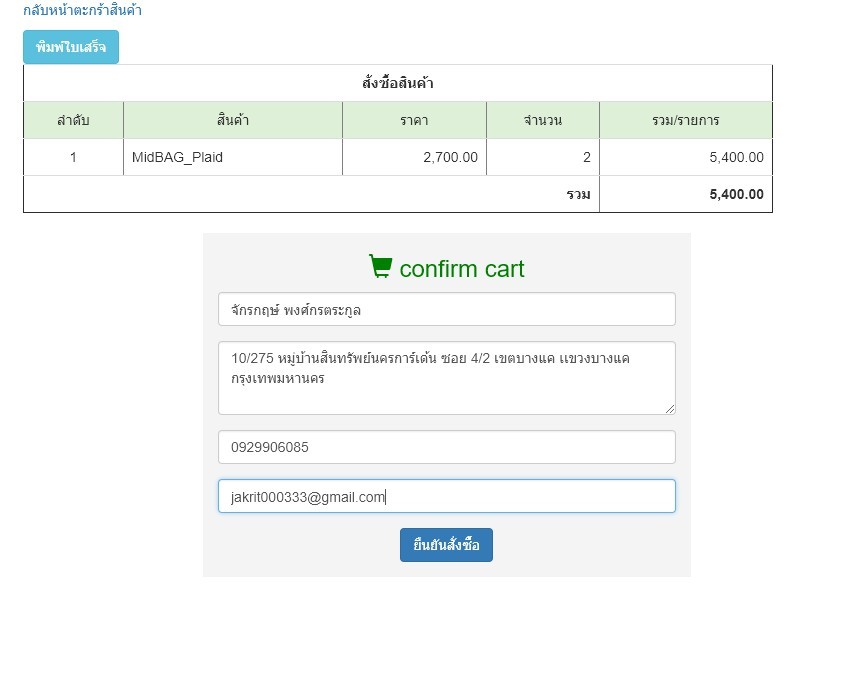 กลับหน้าตะกร้าสินค้า
พิมพ์ใบเสร็จ
สั่งซื้อสินค้า
ลำดับ สินค้า ราคา จำนวน รวม/รายการ
1 MidBAG_Plaid 2,700.00 2 5,400.00
รวม 5,400.00
confirm cart
จักรกฤษ์ พงศ์กรตระกูล
10/275 หมู่บ้านสินทรัพย์นครการ์เด้น ซอย 4/2 เขตบางแค แขวงบางแค
กรุงเทพมหานคร
0929906085
jakrit000333@gmail.com
ยืนยันสั่งซื้อ